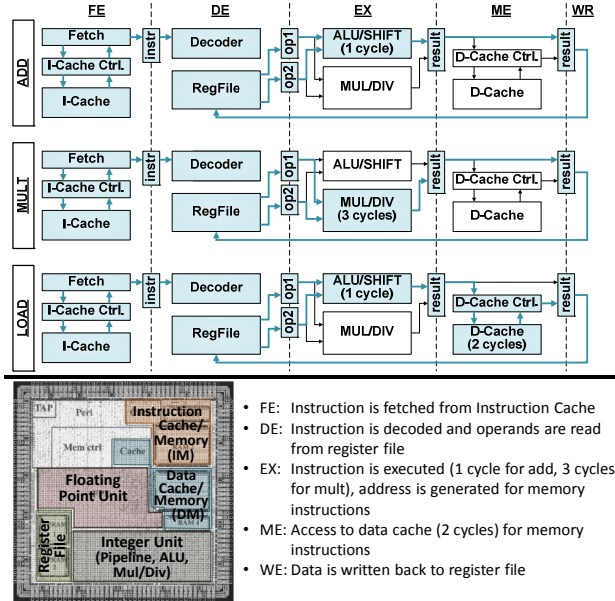 FE DE EX ME WR
ADD
Fetch
I-Cache Ctrl.
I-Cache
instr
Decoder
RegFile
op1
op2
ALU/SHIFT
(1 cycle)
MUL/DIV
result
D-Cache Ctrl.
D-Cache
result
MULT
Fetch
I-Cache Ctrl.
I-Cache
instr
Decoder
RegFile
op1
op2
ALU/SHIFT
MUL/DIV
(3 cycles)
result
D-Cache Ctrl.
D-Cache
result
LOAD
Fetch
I-Cache Ctrl.
I-Cache
instr
Decoder
RegFile
op1
op2
ALU/SHIFT
(1 cycle)
MUL/DIV
result
D-Cache Ctrl.
D-Cache
(2 cycles)
result
TAP
Peri
Mem ctrl
Cache
Instruction
Cache/
Memory
(IM)
Data
Cache/
Memory
(DM)
Floating
Point Unit
Register
File
Integer Unit
(Pipeline, ALU,
Mul/Div)
• FE: Instruction is fetched from Instruction Cache
• DE: Instruction is decoded and operands are read
from register file
• EX: Instruction is executed (1 cycle for add, 3 cycles
for mult), address is generated for memory
instructions
• ME: Access to data cache (2 cycles) for memory
instructions
• WE: Data is written back to register file